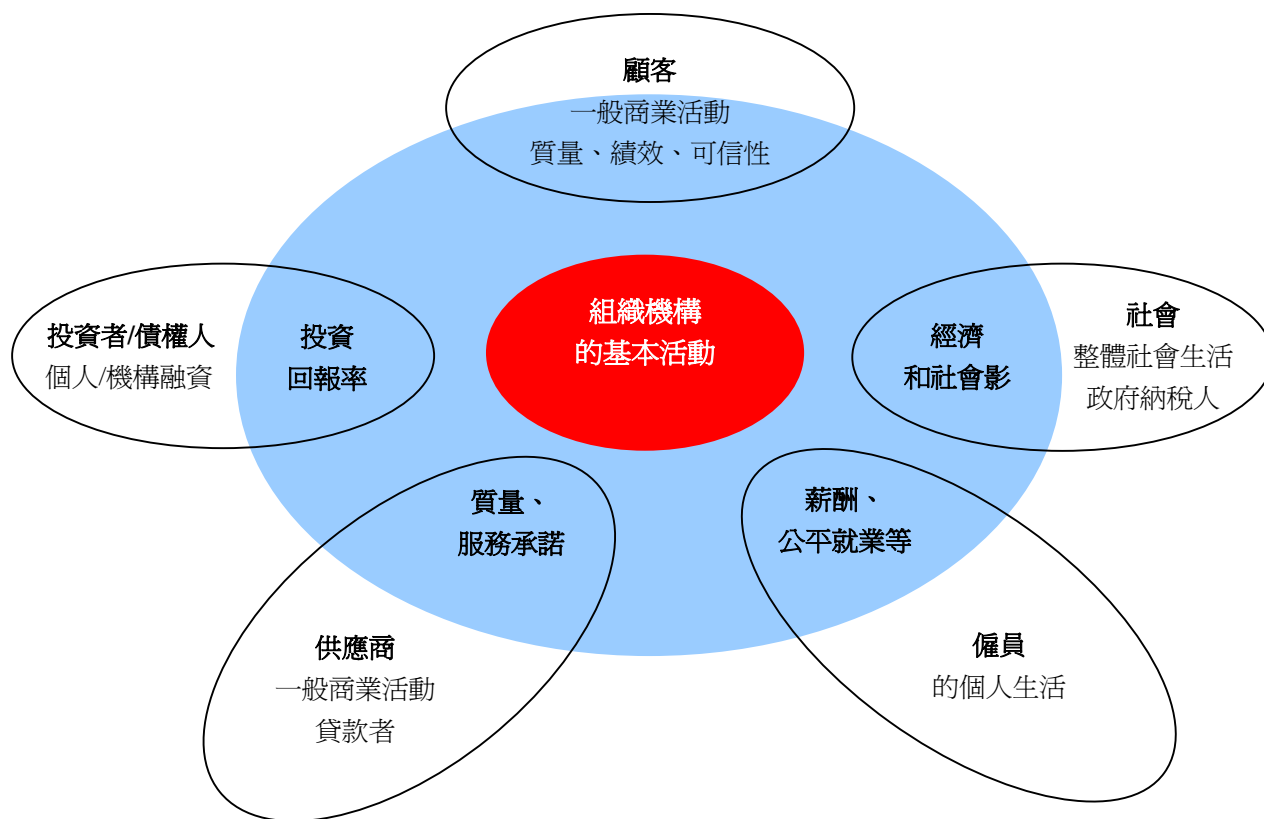 顧客
一般商業活動
質量、績效、可信性
組織機構
的基本活動
投資者/債權人
個人/機構融資
投資
回報率
經濟
和社會影
社會
整體社會生活
政府納稅人
質量、
服務承諾
供應商
一般商業活動
貸款者
薪酬、
公平就業等
僱員
的個人生活